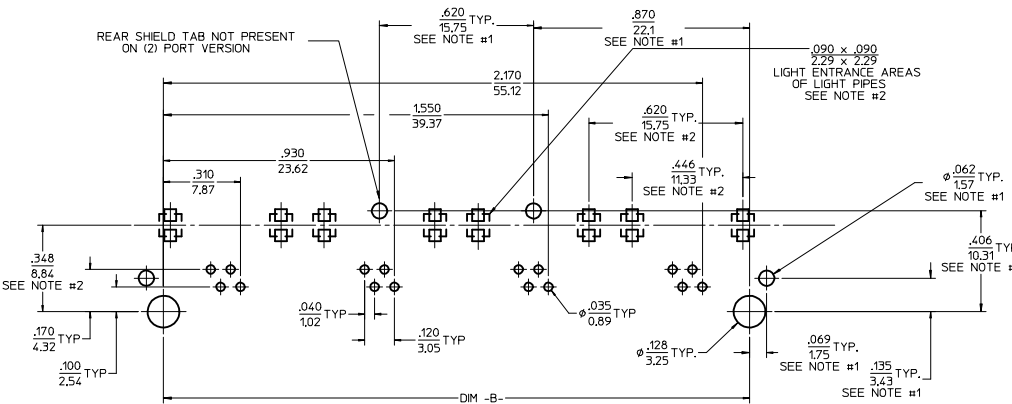 .620 TYP.
15.75
SEE NOTE #1
.870
22.1
SEE NOTE #1
REAR SHIELD TAB NOT PRESENT
ON (2) PORT VERSION
.090 x .090
2.29 x 2.29
LIGHT ENTRANCE AREAS
OF LIGHT PIPES
SEE NOTE #2
2.170
55.12
1.550
39.37
.620 TYP.
15.75
SEE NOTE #2
.930
23.62
.446 TYP.
11.33
SEE NOTE #2
.310
7.87
ø .062 TYP.
1.57
SEE NOTE #1
.348
8.84
SEE NOTE #2
.406
10.31
SEE NOTE
.040 TYP
1.02
ø .035 TYP
0.89
.170 TYP
4.32
.120 TYP
3.05
ø .128 TYP.
3.25
.069 TYP.
1.75
SEE NOTE #1
.100 TYP
2.54
.135 TYP.
3.43
SEE NOTE #1
DIM -B-